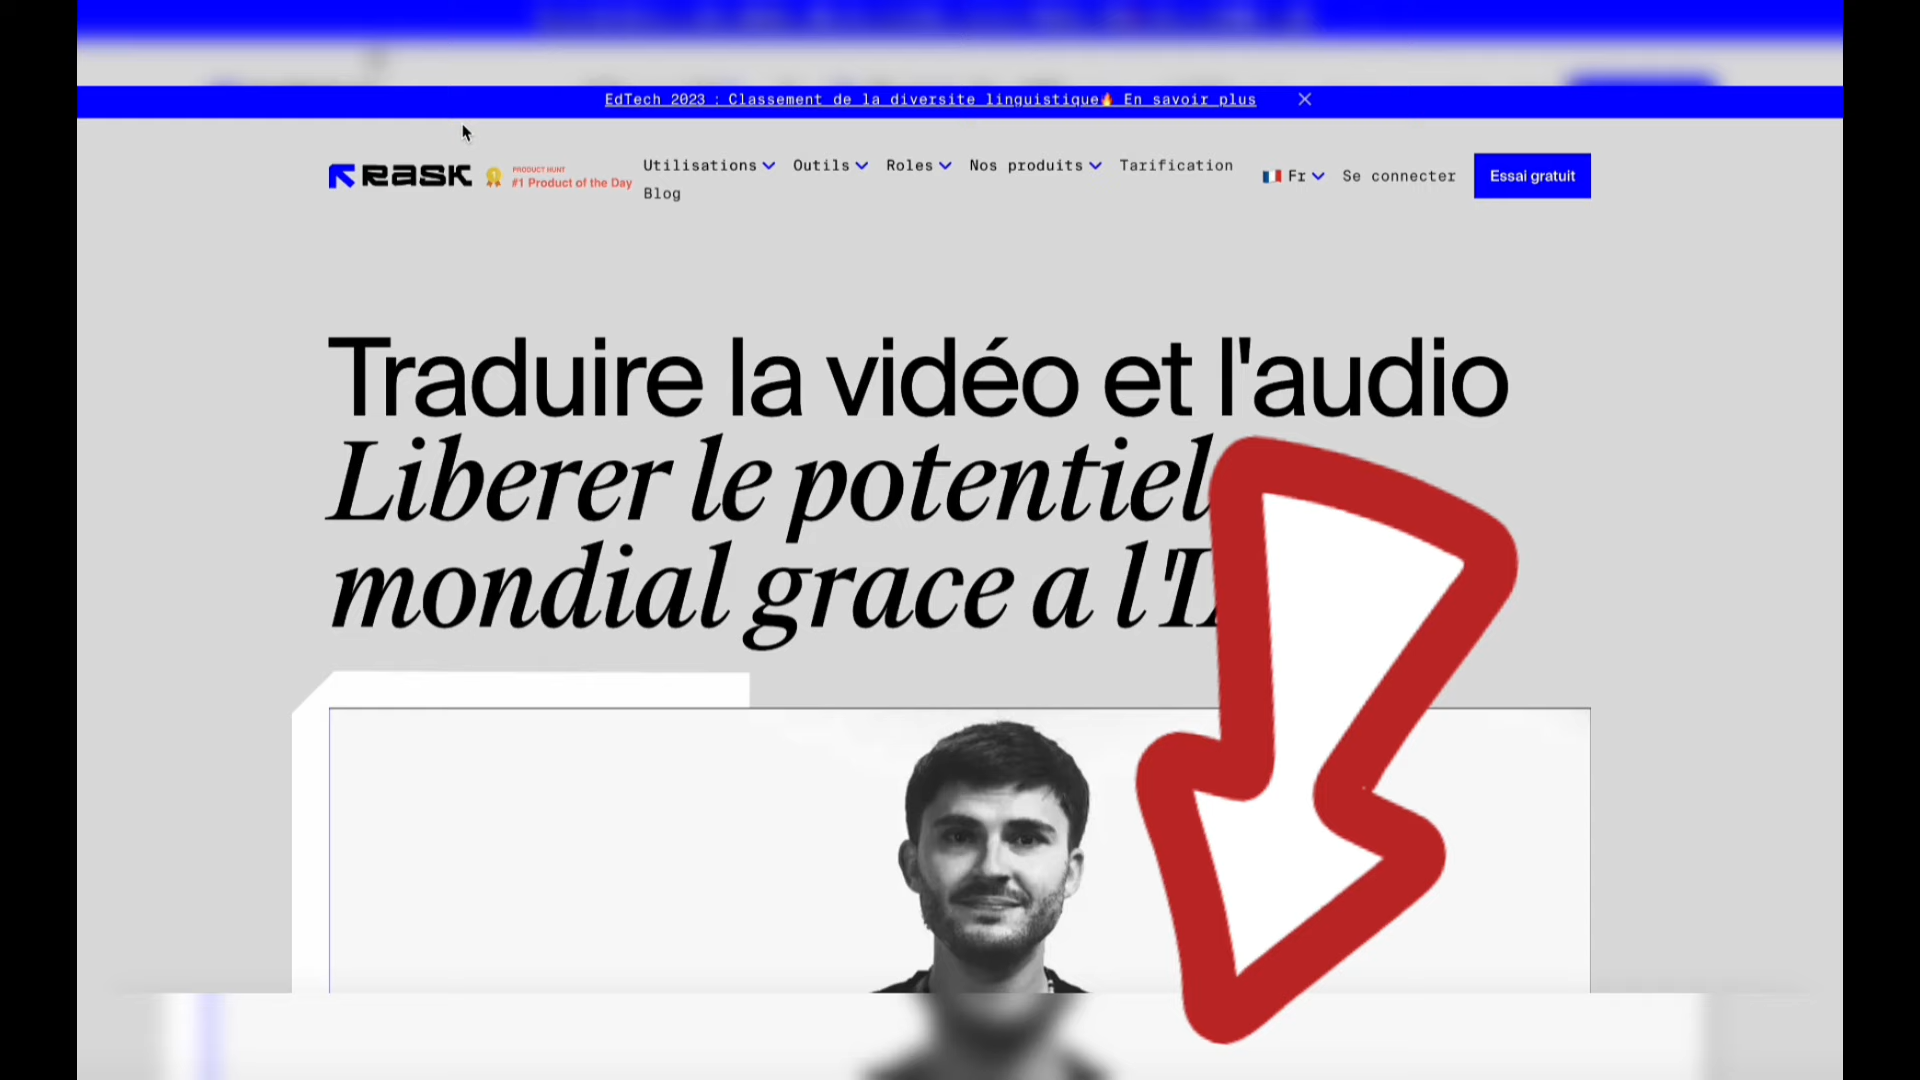 EdTech 2023 : Classement de la diversite linguistique🔥 En savoir plus
rask
PRODUCT HUNT
#1 Product of the Day
Utilisations Outils Roles Nos produits Tarification
Blog
Fr Se connecter Essai gratuit
Traduire la vidéo et l'audio
Liberer le potentiel
mondial grace a